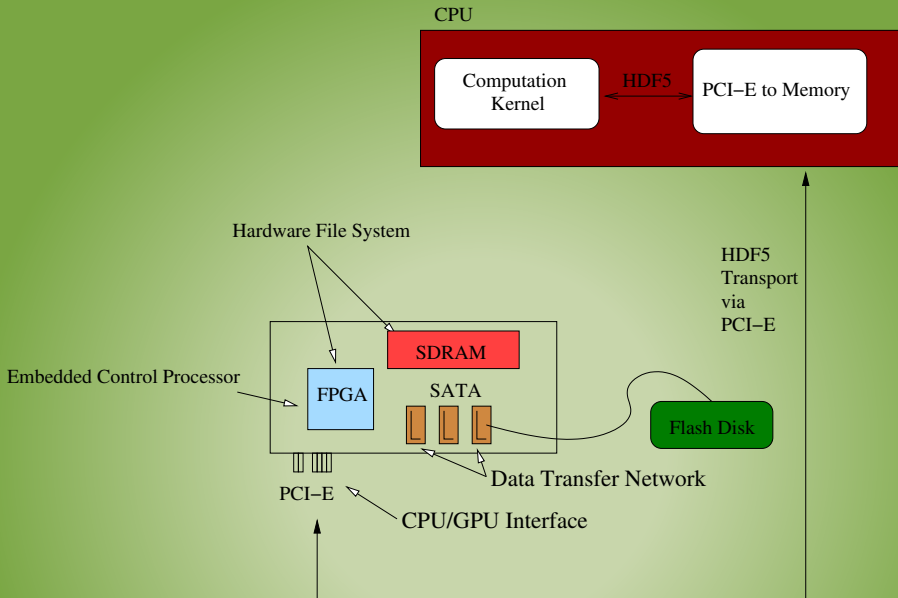 CPU
Computation
Kernel
HDF5
PCI−E to Memory
Hardware File System
HDF5
Transport
via
PCI−E
SDRAM
Embedded Control Processor
FPGA
SATA
Flash Disk
Data Transfer Network
PCI−E
CPU/GPU Interface